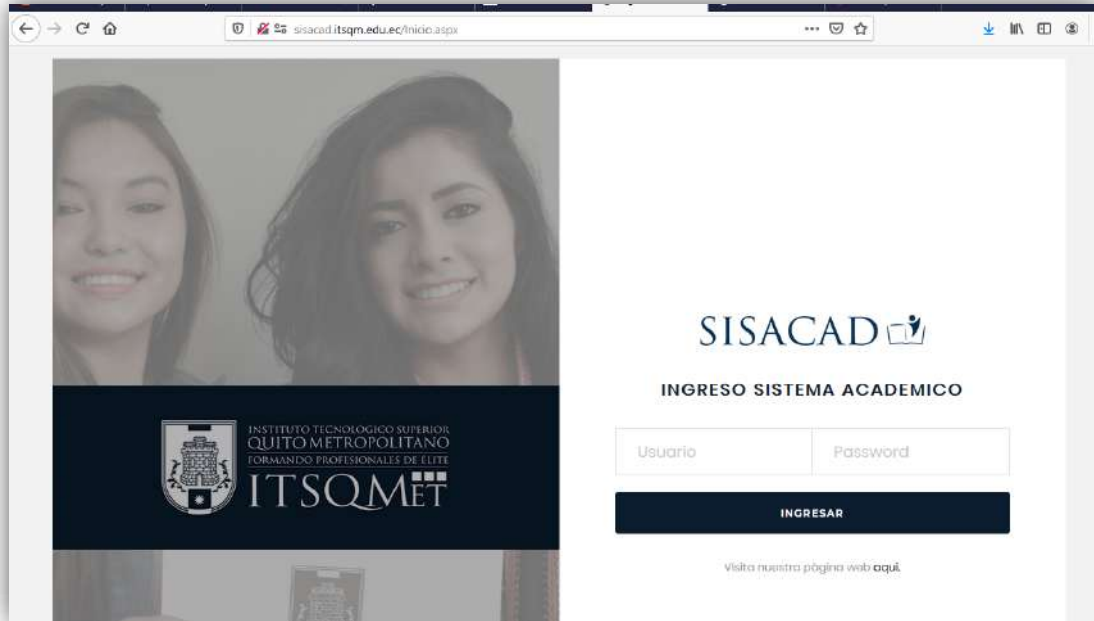 sisacad.itsqm.edu.ec/Inicio.aspx
SISACAD
INGRESO SISTEMA ACADEMICO
Usuario
Password
INGRESAR
Visita nuestra página web aquí.
INSTITUTO TECNOLÓGICO SUPERIOR
QUITO METROPOLITANO
FORMANDO PROFESIONALES DE ÉLITE
ITSQMET